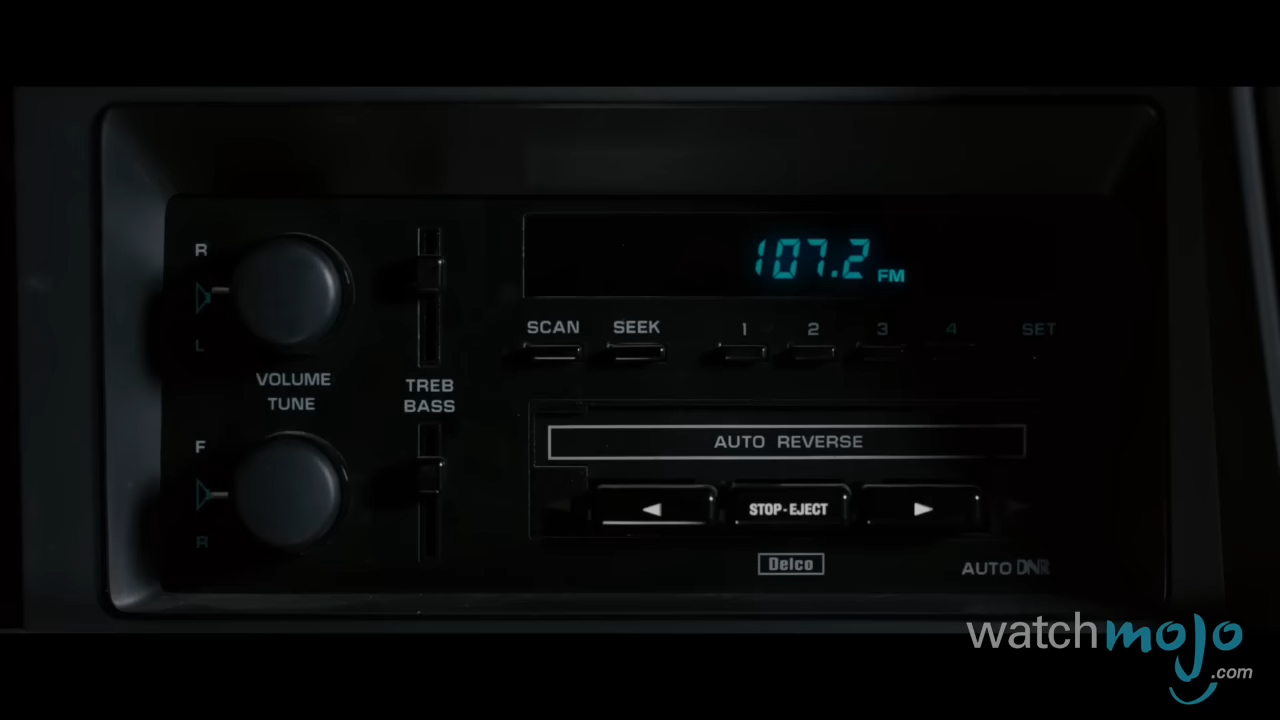 R
L
VOLUME
TUNE
F
R
TREB
BASS
107.2 FM
SCAN SEEK 1 2 3 4 SET
AUTO REVERSE
STOP-EJECT
Delco
AUTO DNR
watchmojo
.com